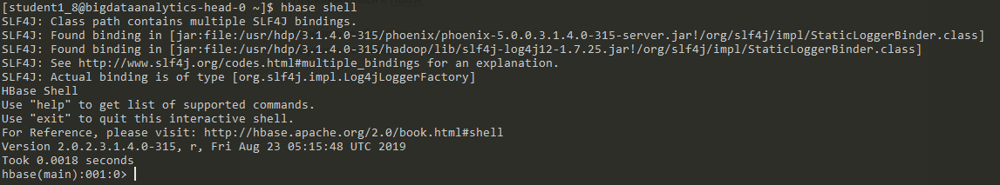 [student1_8@bigdataanalytics-head-0 ~]$ hbase shell
SLF4J: Class path contains multiple SLF4J bindings.
SLF4J: Found binding in [jar:file:/usr/hdp/3.1.4.0-315/phoenix/phoenix-5.0.0.3.1.4.0-315-server.jar!/org/slf4j/impl/StaticLoggerBinder.class]
SLF4J: Found binding in [jar:file:/usr/hdp/3.1.4.0-315/hadoop/lib/slf4j-log4j12-1.7.25.jar!/org/slf4j/impl/StaticLoggerBinder.class]
SLF4J: See http://www.slf4j.org/codes.html#multiple_bindings for an explanation.
SLF4J: Actual binding is of type [org.slf4j.impl.Log4jLoggerFactory]
HBase Shell
Use "help" to get list of supported commands.
Use "exit" to quit this interactive shell.
For Reference, please visit: http://hbase.apache.org/2.0/book.html#shell
Version 2.0.2.3.1.4.0-315, r, Fri Aug 23 05:15:48 UTC 2019
Took 0.0018 seconds
hbase(main):001:0>